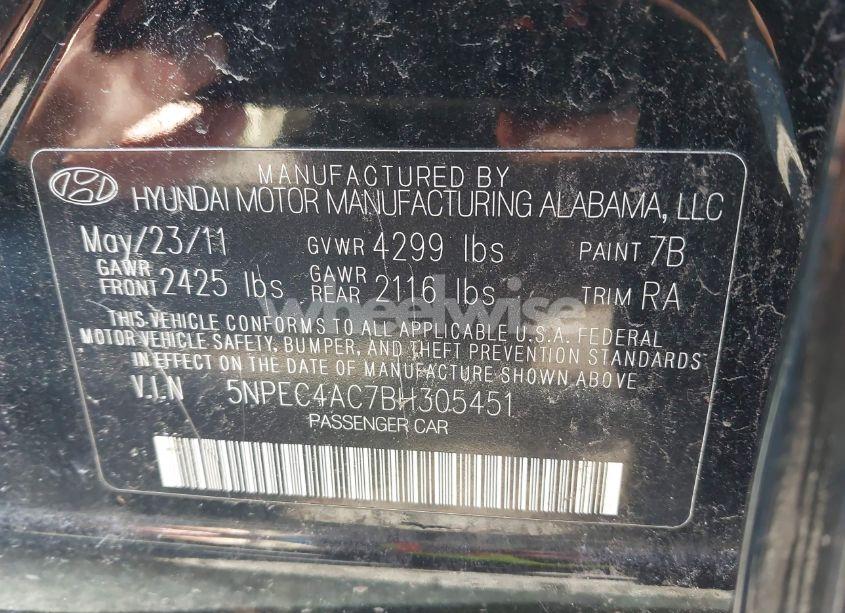 MANUFACTURED BY
HYUNDAI MOTOR MANUFACTURING ALABAMA, LLC
May/23/11 GVWR 4299 lbs PAINT 7B
GAWR FRONT 2425 lbs GAWR REAR 2116 lbs TRIM RA
wheelwise
THIS VEHICLE CONFORMS TO ALL APPLICABLE U.S.A. FEDERAL
MOTOR VEHICLE SAFETY, BUMPER, AND THEFT PREVENTION STANDARDS
IN EFFECT ON THE DATE OF MANUFACTURE SHOWN ABOVE
V.I.N 5NPEC4AC7BH305451
PASSENGER CAR